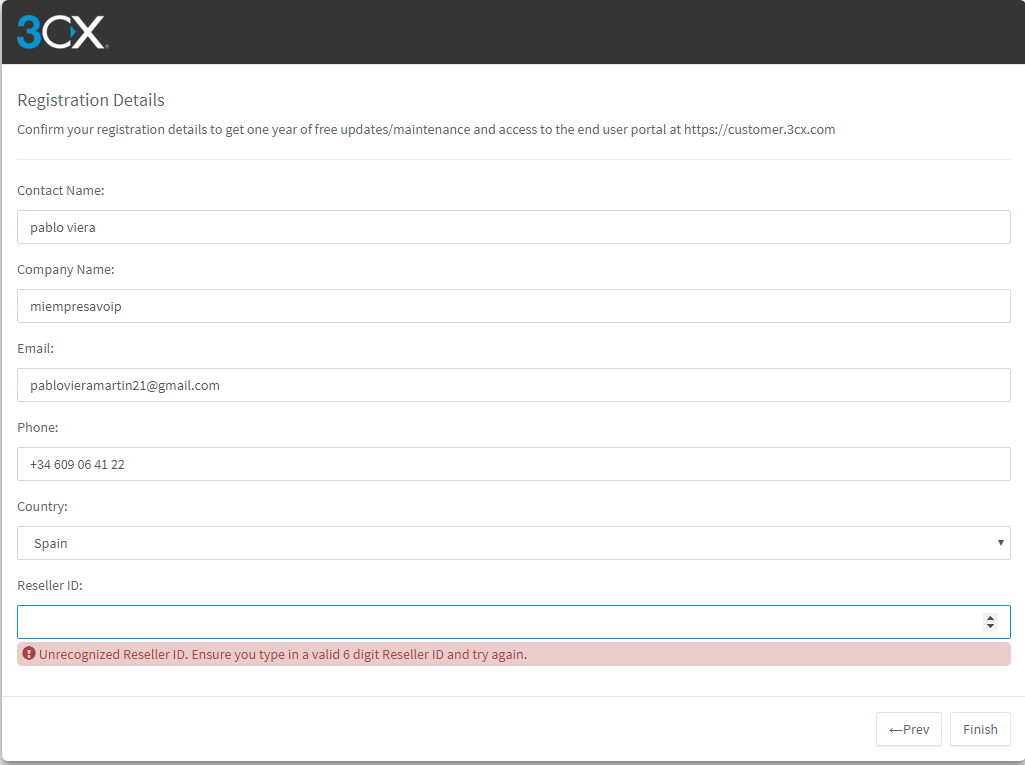 3CX
Registration Details
Confirm your registration details to get one year of free updates/maintenance and access to the end user portal at https://customer.3cx.com
Contact Name:
pablo viera
Company Name:
miempresavoip
Email:
pablovieramartin21@gmail.com
Phone:
+34 609 06 41 22
Country:
Spain
Reseller ID:
Unrecognized Reseller ID. Ensure you type in a valid 6 digit Reseller ID and try again.
←Prev Finish